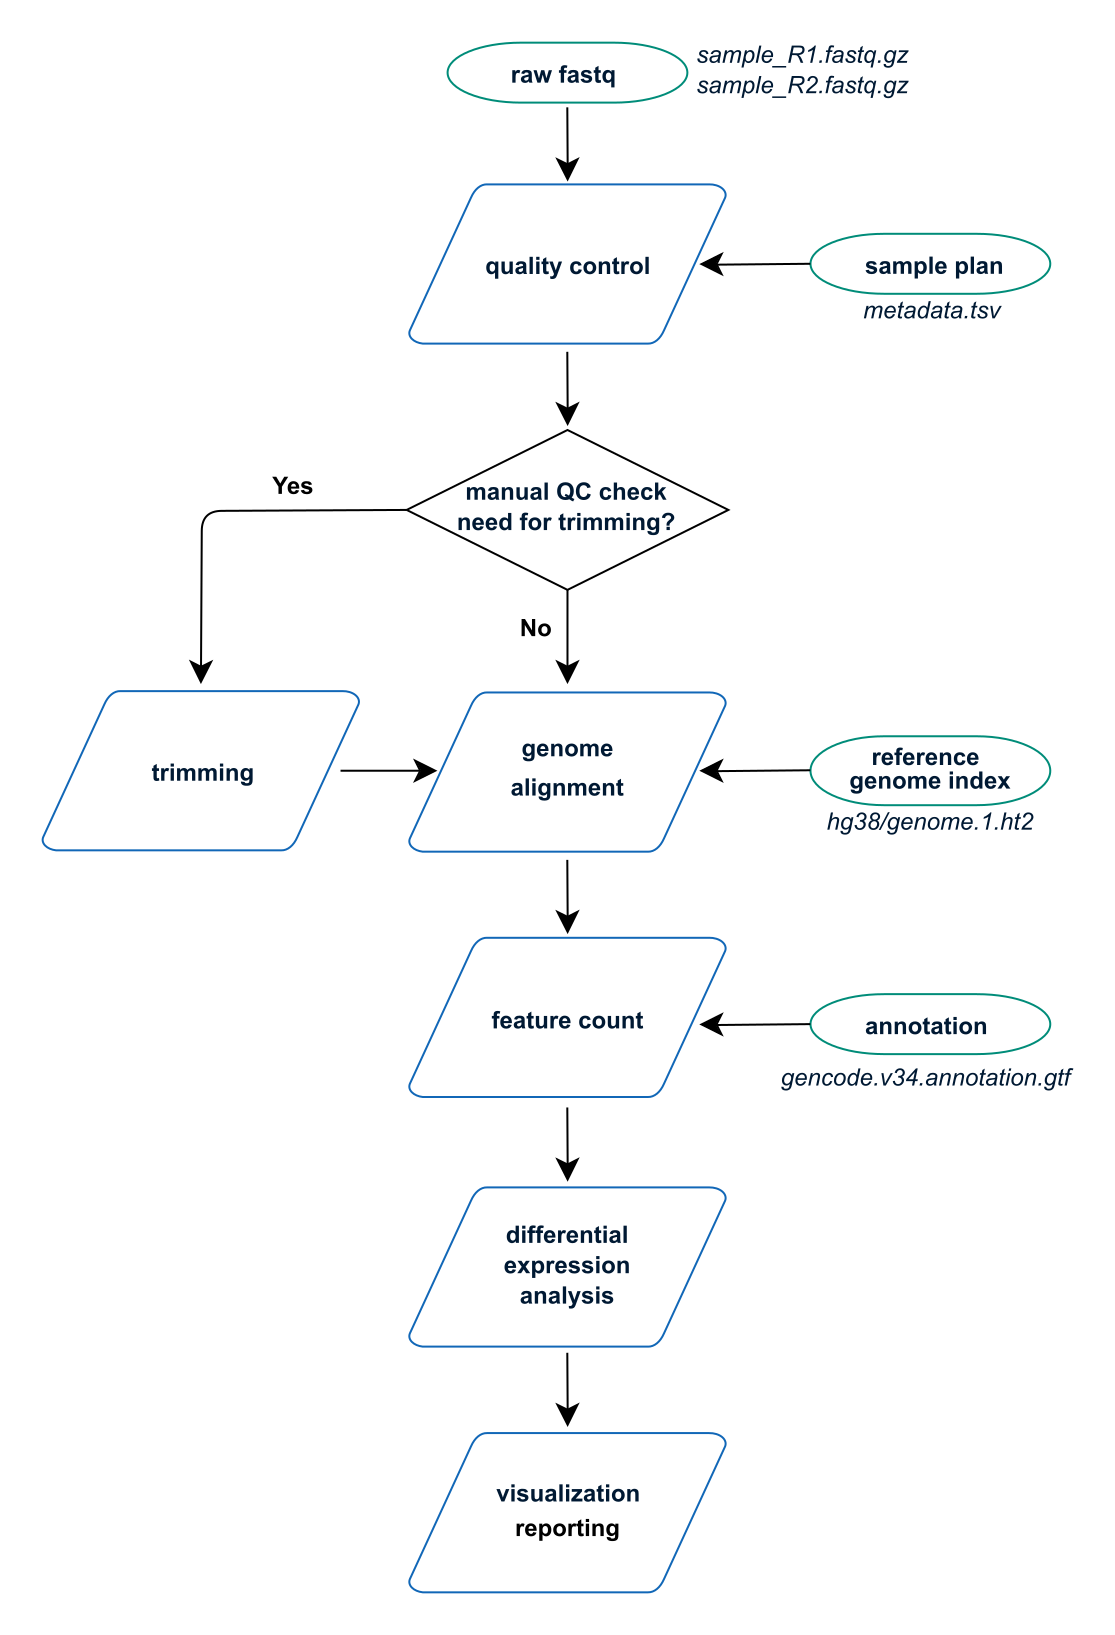 raw fastq
sample_R1.fastq.gz
sample_R2.fastq.gz
quality control
sample plan
metadata.tsv
manual QC check
need for trimming?
Yes
No
trimming
genome
alignment
reference
genome index
hg38/genome.1.ht2
feature count
annotation
gencode.v34.annotation.gtf
differential
expression
analysis
visualization
reporting